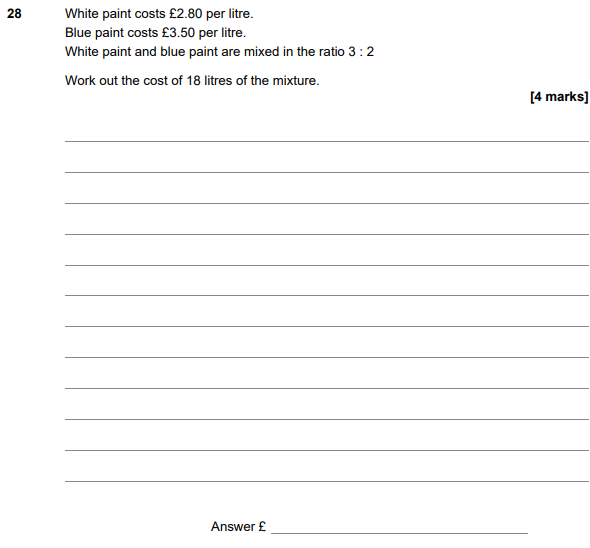 28 White paint costs £2.80 per litre.
Blue paint costs £3.50 per litre.
White paint and blue paint are mixed in the ratio 3 : 2
Work out the cost of 18 litres of the mixture.
[4 marks]
Answer £